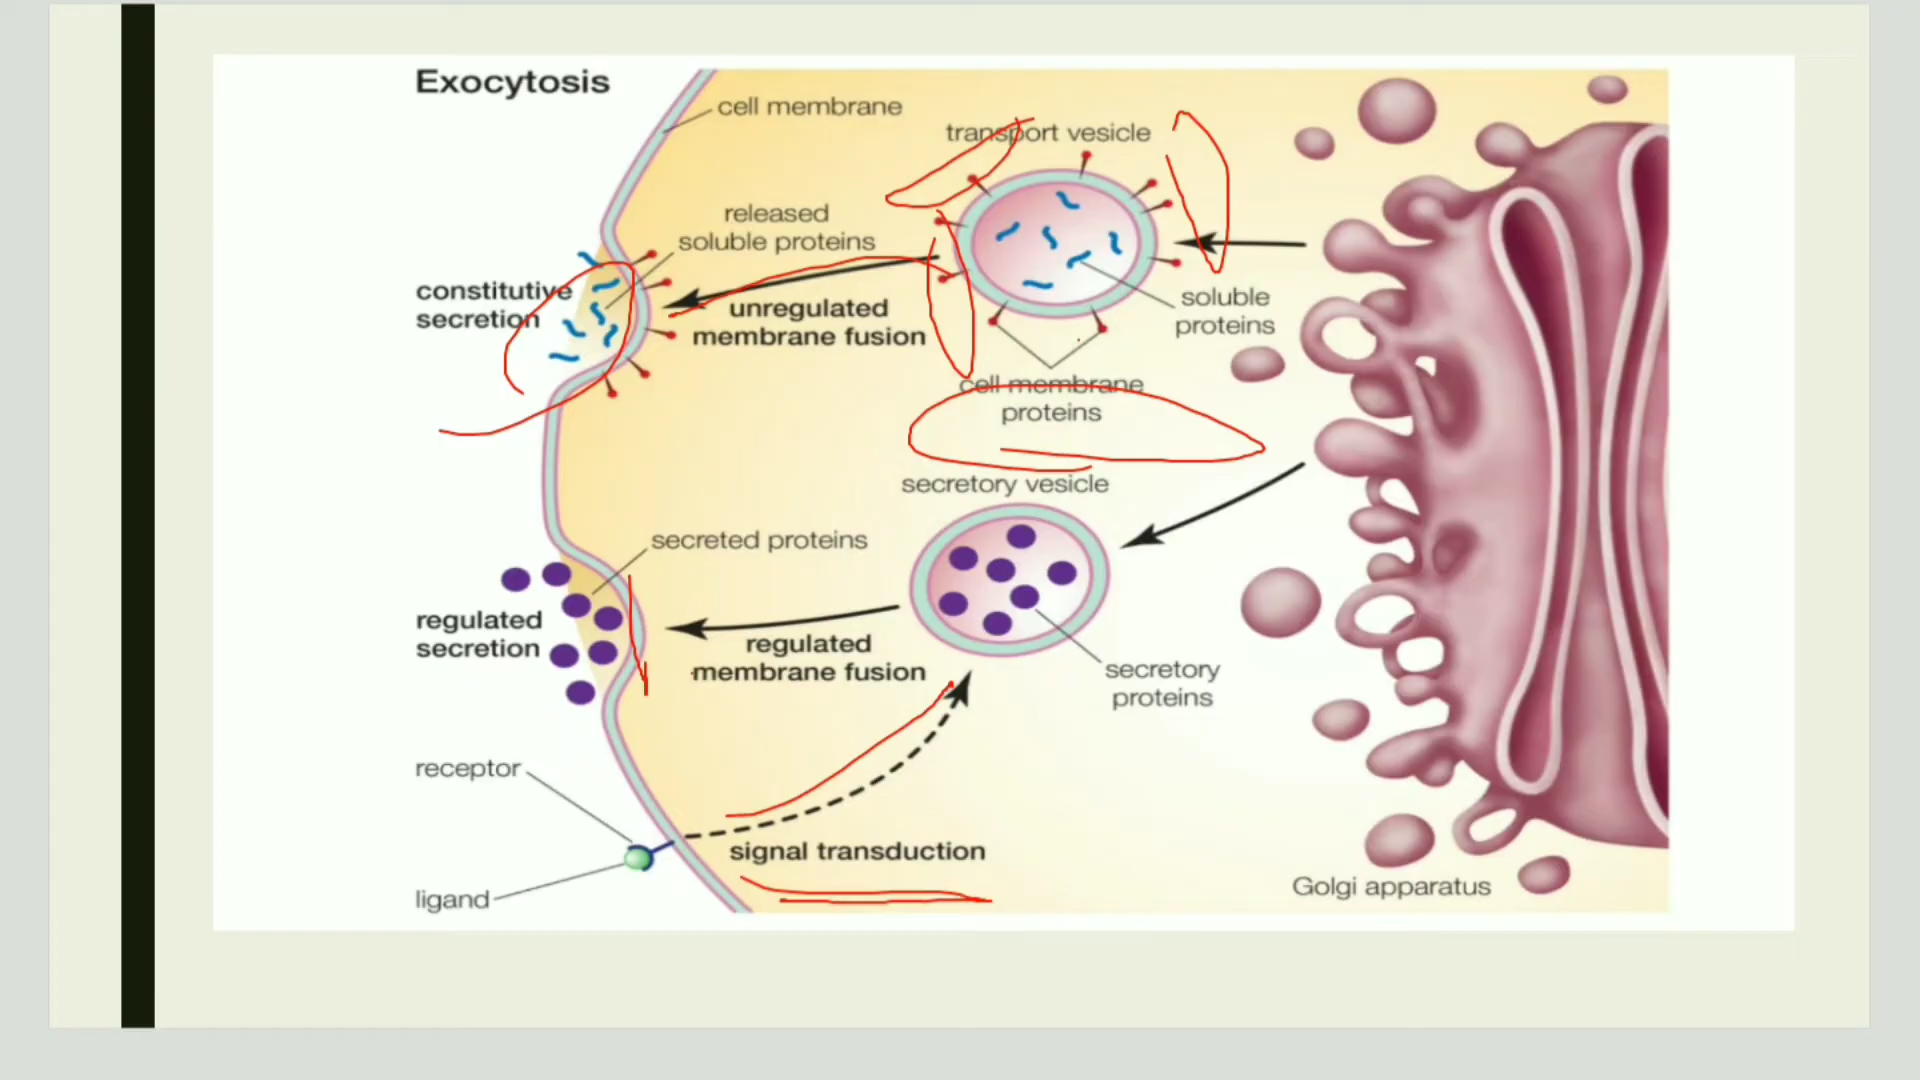 Exocytosis
cell membrane
transport vesicle
released
soluble proteins
constitutive
secretion
unregulated
membrane fusion
soluble
proteins
cell membrane
proteins
secretory vesicle
secreted proteins
regulated
secretion
regulated
membrane fusion
secretory
proteins
receptor
signal transduction
ligand
Golgi apparatus